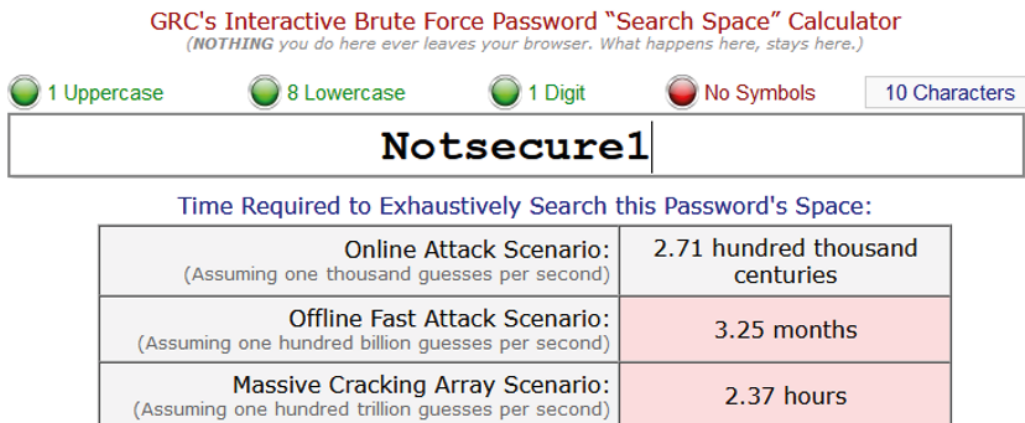 GRC's Interactive Brute Force Password “Search Space” Calculator
(NOTHING you do here ever leaves your browser. What happens here, stays here.)
1 Uppercase 8 Lowercase 1 Digit No Symbols 10 Characters
Notsecure1
Time Required to Exhaustively Search this Password's Space:
Online Attack Scenario:
(Assuming one thousand guesses per second)
2.71 hundred thousand
centuries
Offline Fast Attack Scenario:
(Assuming one hundred billion guesses per second)
3.25 months
Massive Cracking Array Scenario:
(Assuming one hundred trillion guesses per second)
2.37 hours